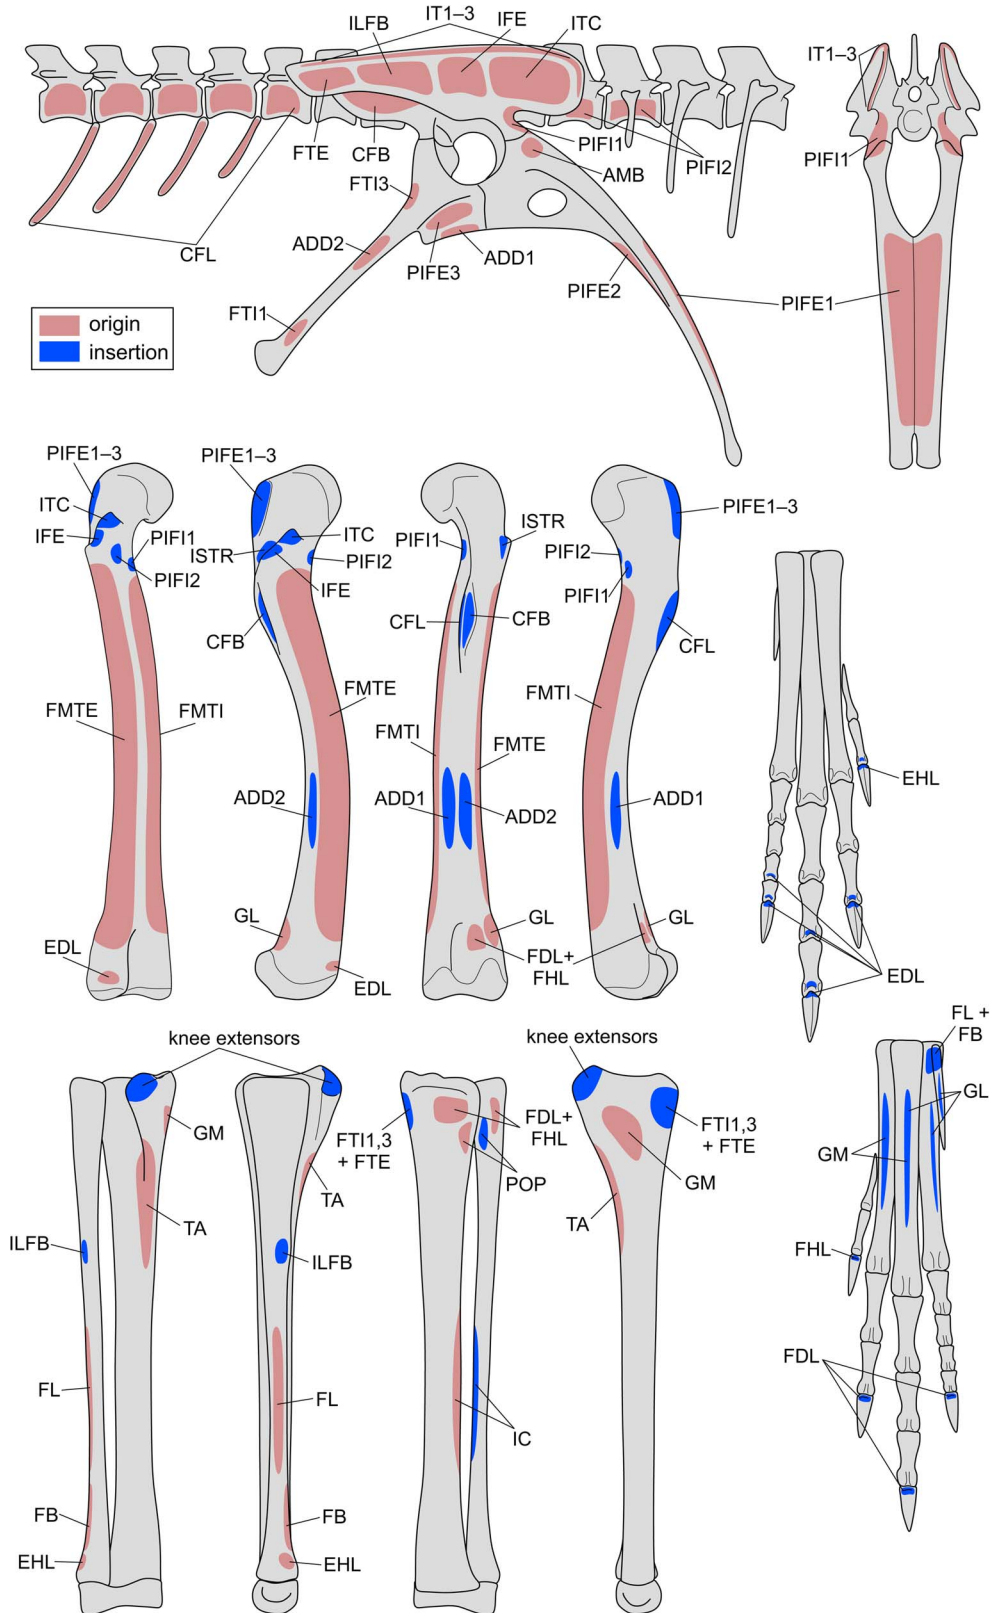 ILFB
IT1–3
IFE
ITC
IT1–3
FTE
CFB
PIFI1
PIFI2
PIFI1
AMB
FTI3
CFL
ADD2
PIFE3
ADD1
PIFE2
PIFE1
FTI1
origin
insertion
PIFE1–3
PIFE1–3
PIFE1–3
ITC
IFE
PIFI1
PIFI2
ISTR
ITC
PIFI2
IFE
PIFI1
ISTR
PIFI2
PIFI1
CFB
CFL
CFB
CFL
FMTE
FMTI
FMTE
FMTI
FMTE
FMTI
EHL
ADD2
ADD1
ADD2
ADD1
GL
GL
GL
EDL
EDL
FDL+
FHL
EDL
knee extensors
knee extensors
FL +
FB
GL
GM
FTI1,3
+ FTE
FDL+
FHL
FTI1,3
+ FTE
GM
TA
TA
POP
GM
TA
ILFB
ILFB
FHL
FL
FL
IC
FDL
FB
FB
EHL
EHL